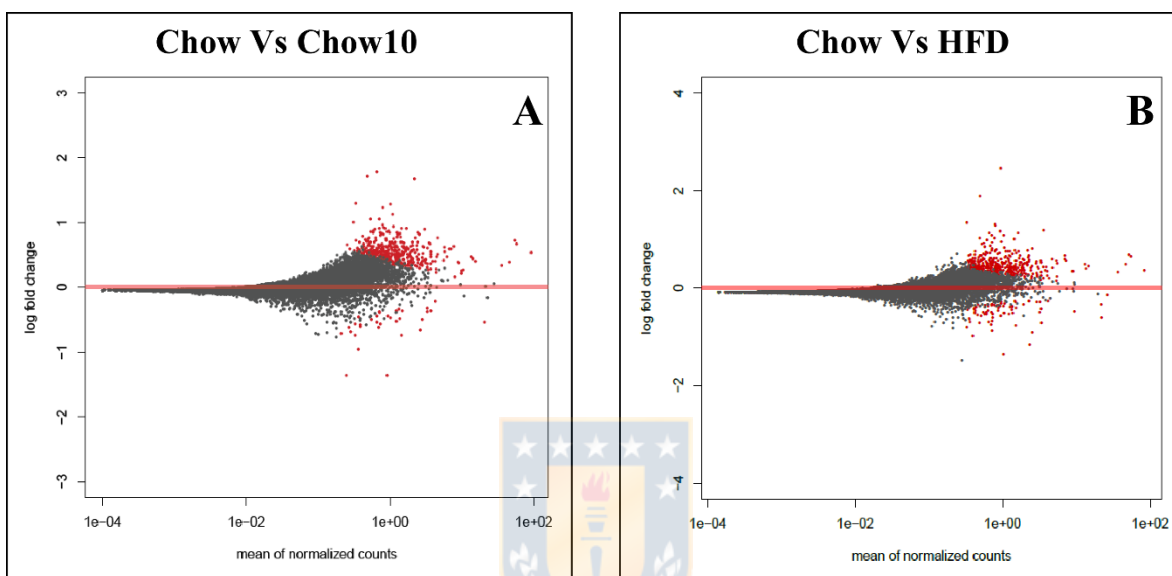 Chow Vs Chow10
A
3
2
1
0
-1
-2
-3
log fold change
1e-04
1e-02
1e+00
1e+02
mean of normalized counts
Chow Vs HFD
B
4
2
0
-2
-4
log fold change
1e-04
1e-02
1e+00
1e+02
mean of normalized counts